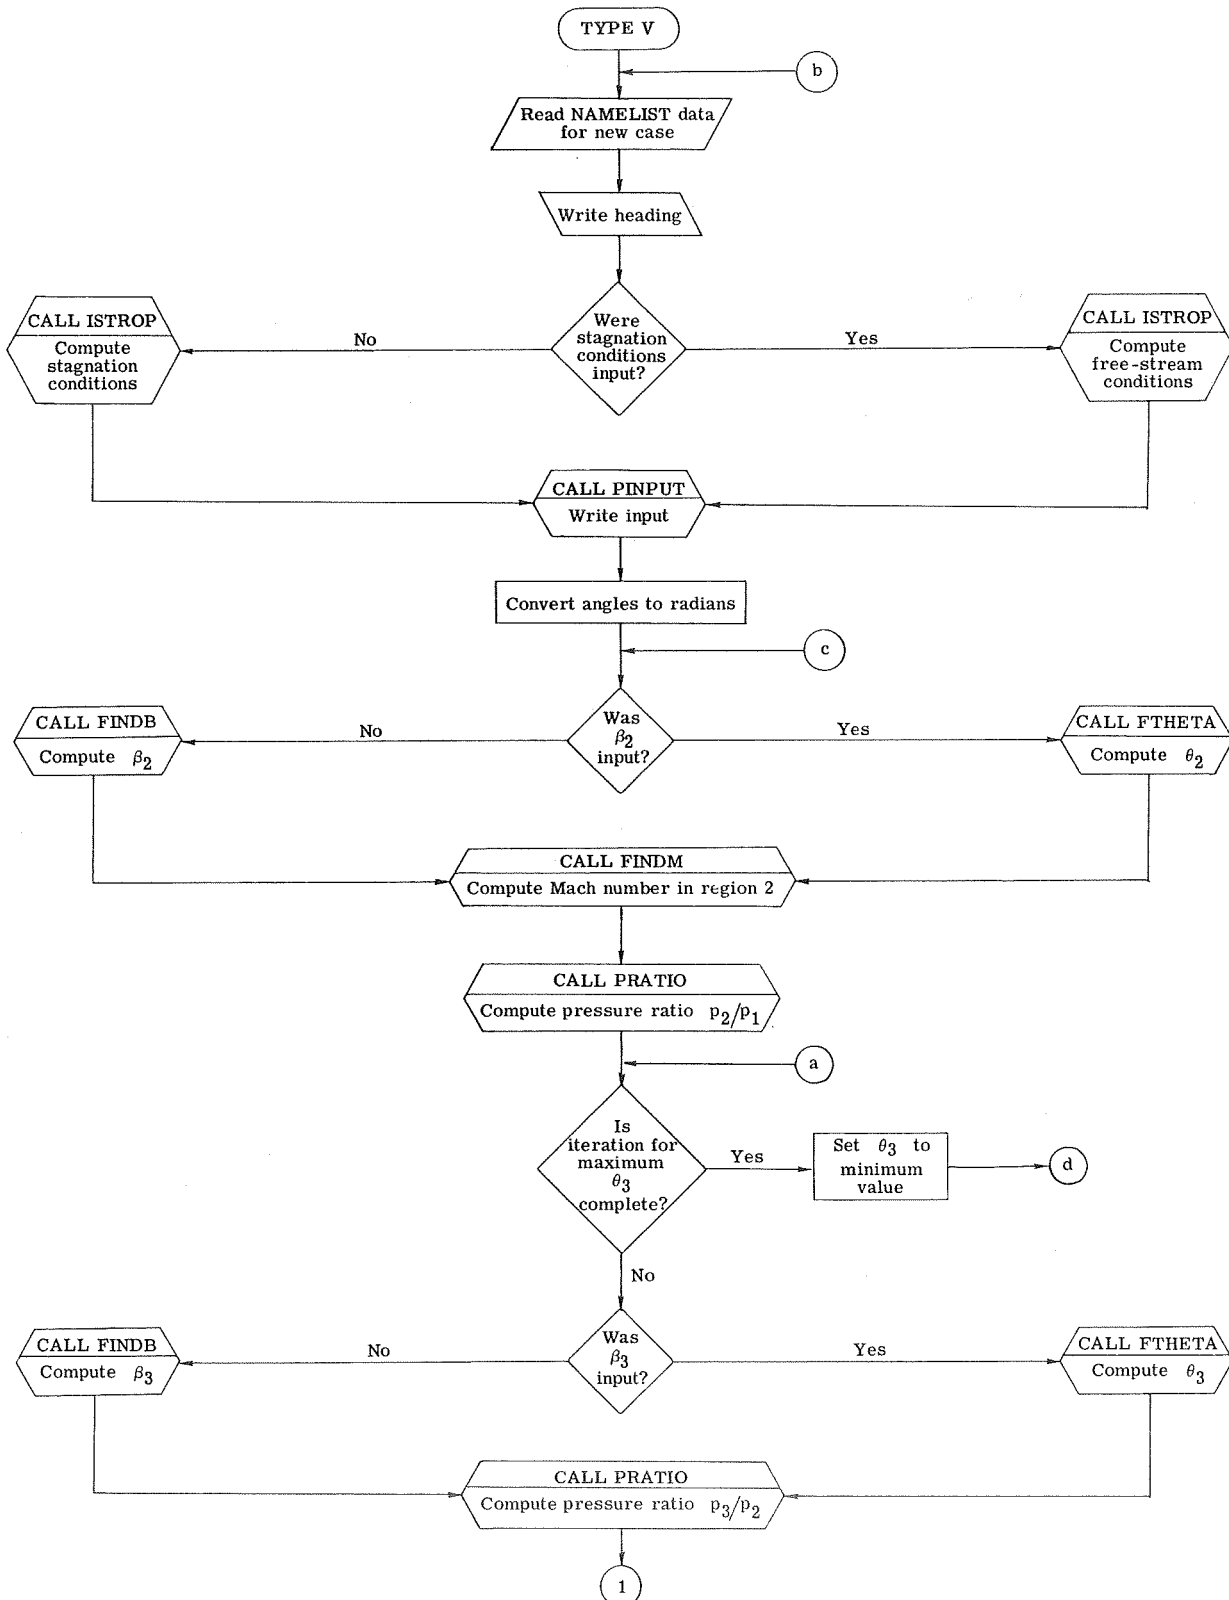 TYPE V
b
Read NAMELIST data
for new case
Write heading
CALL ISTROP
Compute
stagnation
conditions
No
Were
stagnation
conditions
input?
Yes
CALL ISTROP
Compute
free-stream
conditions
CALL PINPUT
Write input
Convert angles to radians
c
CALL FINDB
Compute β2
No
Was
β2
input?
Yes
CALL FTHETA
Compute θ2
CALL FINDM
Compute Mach number in region 2
CALL PRATIO
Compute pressure ratio p2/p1
a
Is
iteration for
maximum
θ3
complete?
Yes
Set θ3 to
minimum
value
d
No
CALL FINDB
Compute β3
No
Was
β3
input?
Yes
CALL FTHETA
Compute θ3
CALL PRATIO
Compute pressure ratio p3/p2
1